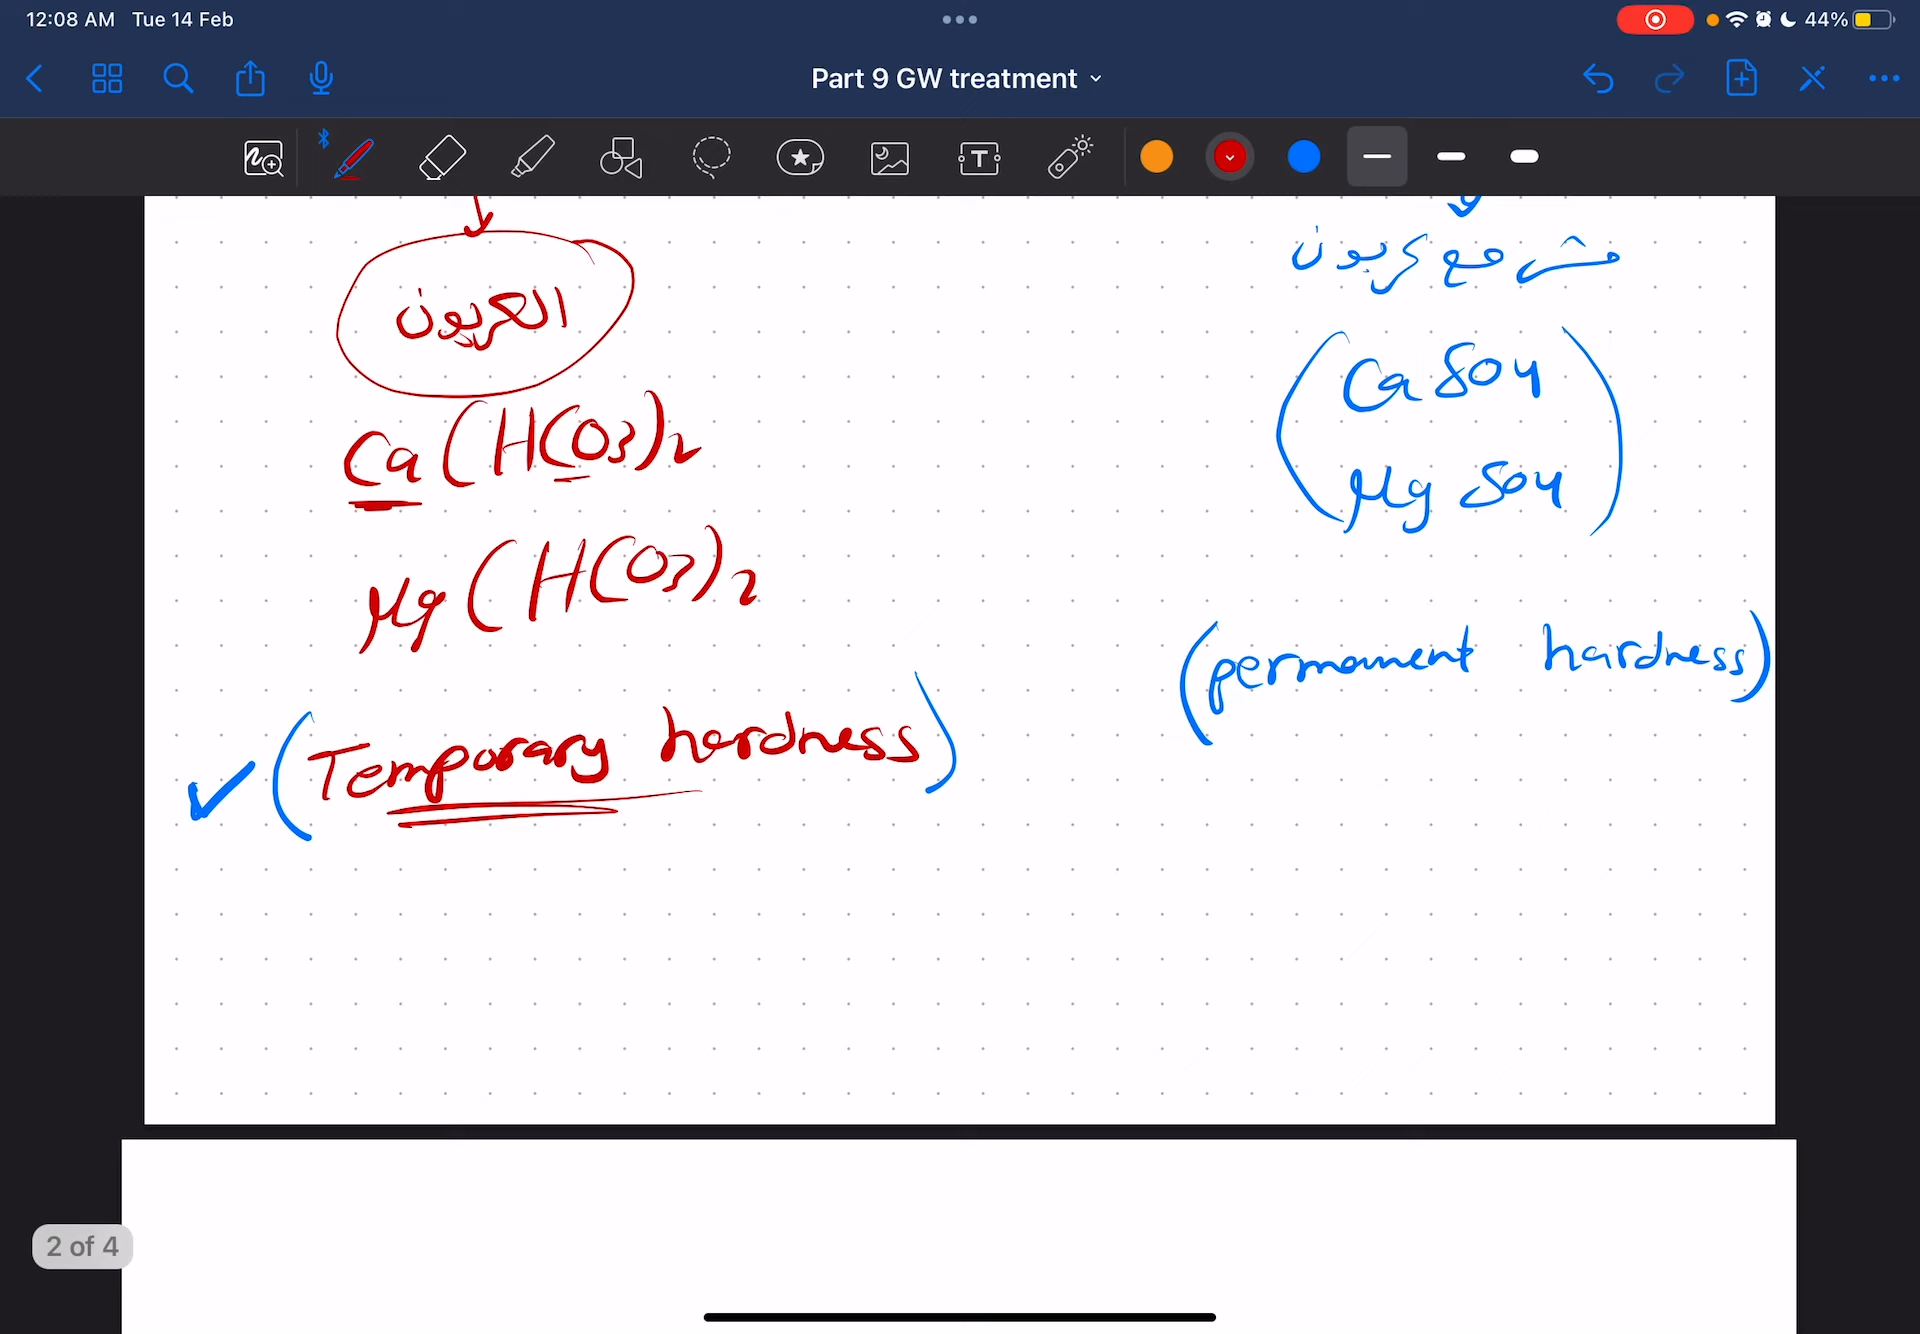 12:08 AM Tue 14 Feb
44%
Part 9 GW treatment
T
الكربون
Ca(HCO3)2
Mg(HCO3)2
(Temporary hardness)
مش مع كربون
(CaSO4
MgSO4)
(permanent hardness)
2 of 4